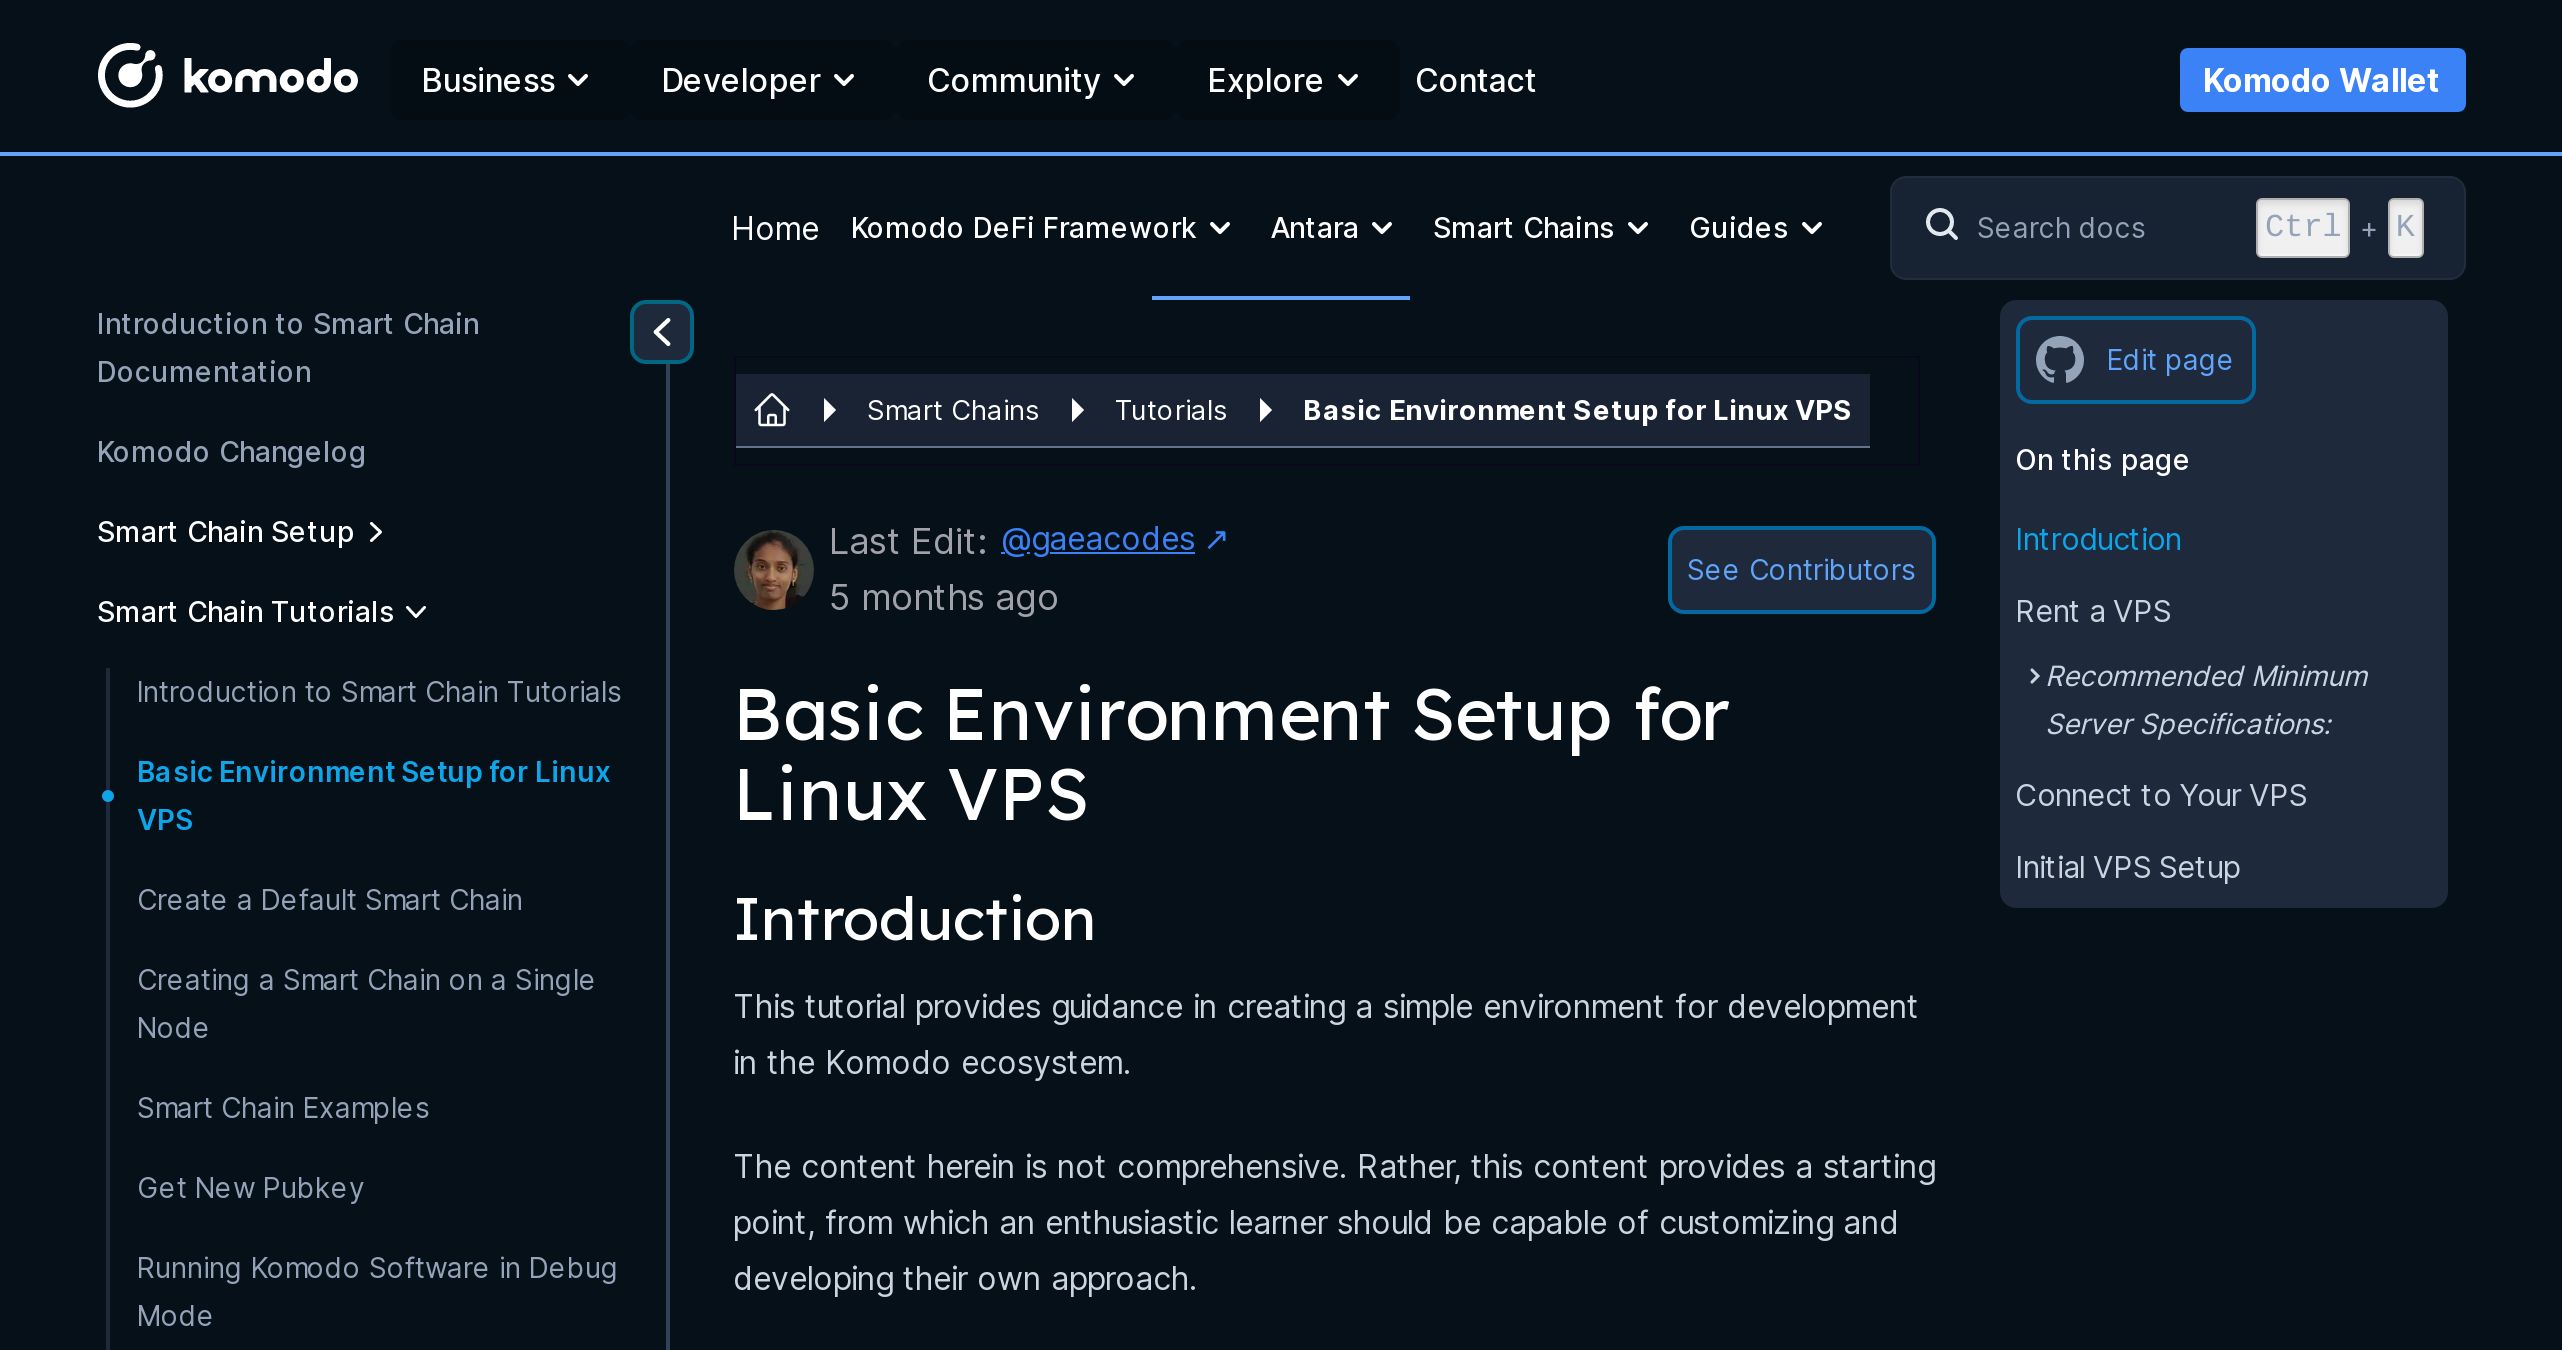 komodo
Business
Developer
Community
Explore
Contact
Komodo Wallet
Home
Komodo DeFi Framework
Antara
Smart Chains
Guides
Search docs
Ctrl + K
Introduction to Smart Chain
Documentation
Komodo Changelog
Smart Chain Setup
Smart Chain Tutorials
Introduction to Smart Chain Tutorials
Basic Environment Setup for Linux
VPS
Create a Default Smart Chain
Creating a Smart Chain on a Single
Node
Smart Chain Examples
Get New Pubkey
Running Komodo Software in Debug
Mode
Smart Chains
Tutorials
Basic Environment Setup for Linux VPS
Last Edit: @gaeacodes ↗
5 months ago
See Contributors
Basic Environment Setup for
Linux VPS
Introduction
This tutorial provides guidance in creating a simple environment for development
in the Komodo ecosystem.
The content herein is not comprehensive. Rather, this content provides a starting
point, from which an enthusiastic learner should be capable of customizing and
developing their own approach.
Edit page
On this page
Introduction
Rent a VPS
Recommended Minimum
Server Specifications:
Connect to Your VPS
Initial VPS Setup